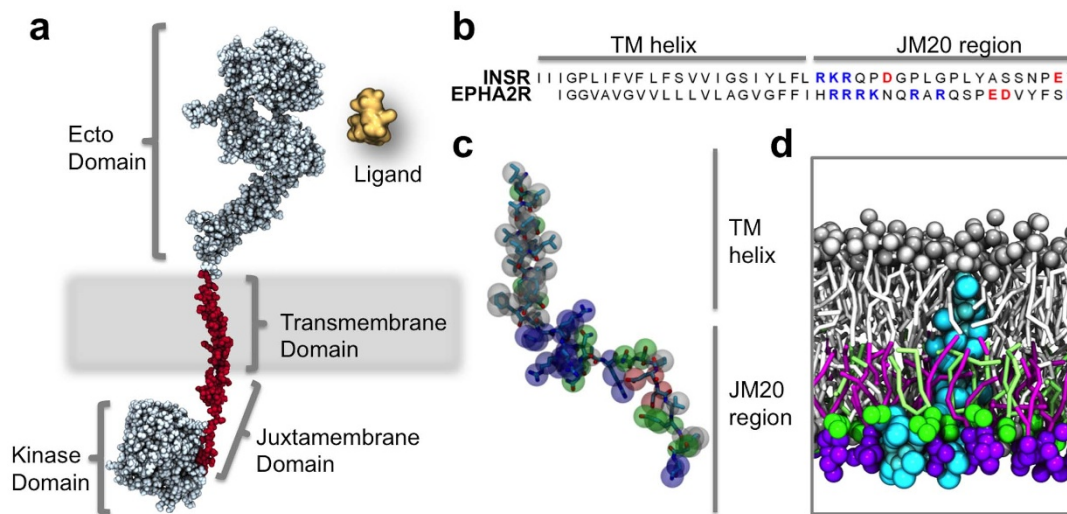 a
Ecto
Domain
Ligand
Transmembrane
Domain
Juxtamembrane
Domain
Kinase
Domain
b
TM helix JM20 region
INSR IIIGPLIFVFLFSVVIGSIYLFLRKRQPDGPLGPLYASSNPE
EPHA2R IGGVAVGVVLLLVLAGVGFFIHRRRKNQRARQSPEDVYFS
c
TM
helix
JM20
region
d